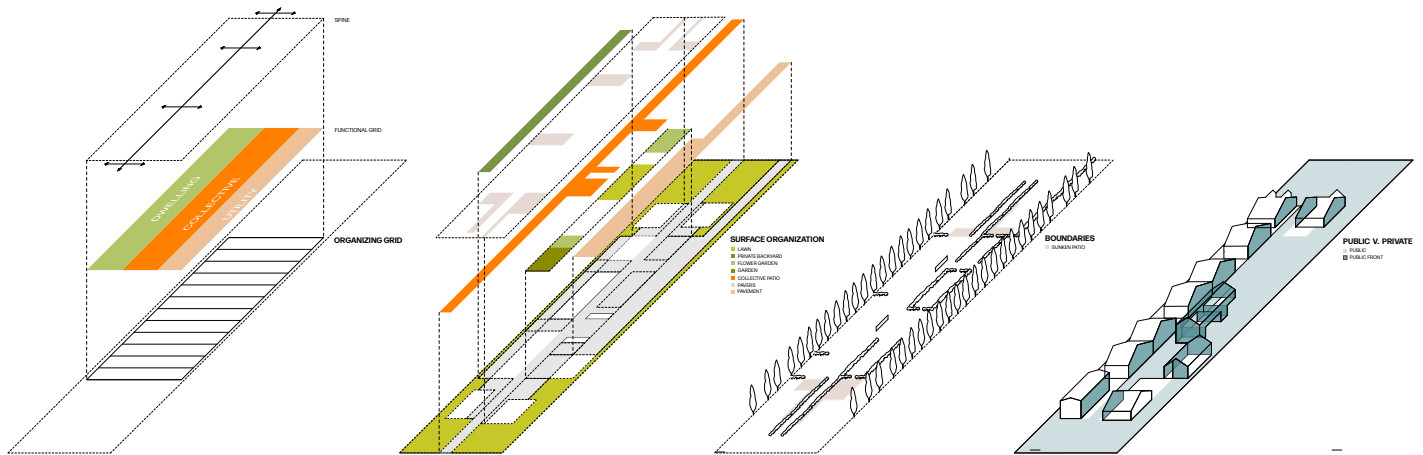 SPINE
FUNCTIONAL GRID
DWELLING
COLLECTIVE
UTILITY
ORGANIZING GRID
SURFACE ORGANIZATION
LAWN
PRIVATE BACKYARD
FLOWER GARDEN
GARDEN
COLLECTIVE PATIO
PAVERS
PAVEMENT
BOUNDARIES
SUNKEN PATIO
PUBLIC V. PRIVATE
PUBLIC
PUBLIC FRONT